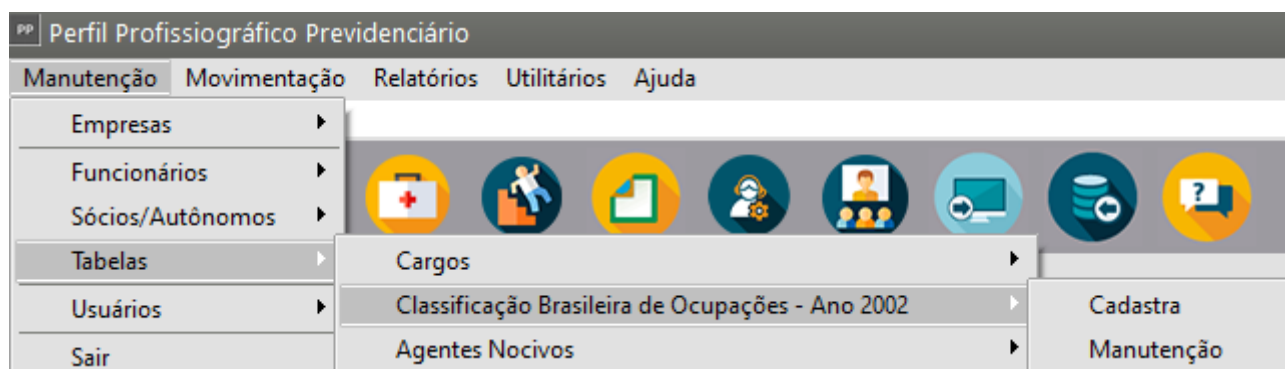 PP Perfil Profissiográfico Previdenciário
Manutenção Movimentação Relatórios Utilitários Ajuda
Empresas
Funcionários
Sócios/Autônomos
Tabelas
Usuários
Sair
Cargos
Classificação Brasileira de Ocupações - Ano 2002
Agentes Nocivos
Cadastra
Manutenção
?